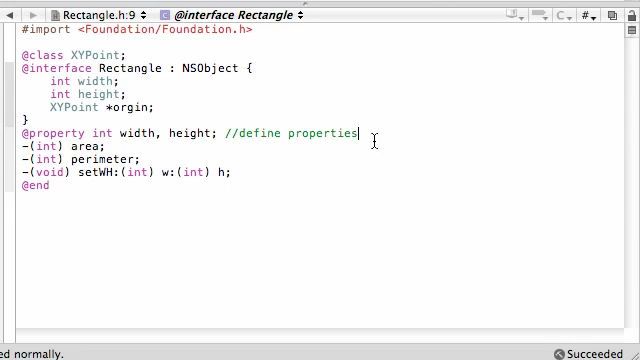 Rectangle.h:9 @interface Rectangle C #
#import <Foundation/Foundation.h>
@class XYPoint;
@interface Rectangle : NSObject {
int width;
int height;
XYPoint *orgin;
}
@property int width, height; //define properties
-(int) area;
-(int) perimeter;
-(void) setWH:(int) w:(int) h;
@end
ed normally. Succeeded